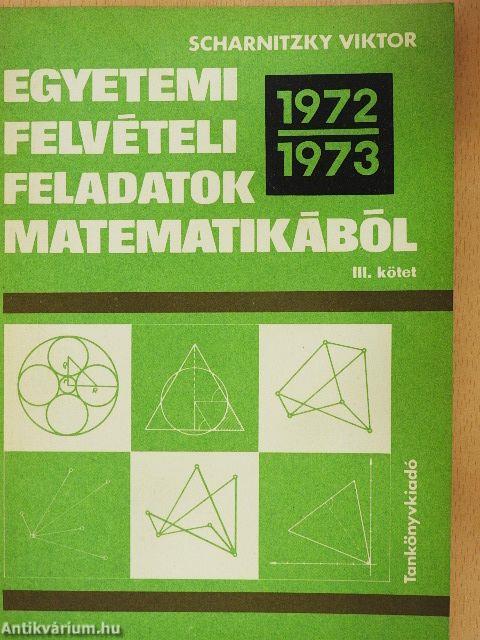 SCHARNITZKY VIKTOR
EGYETEMI
FELVÉTELI
FELADATOK
MATEMATIKÁBÓL
1972
1973
III. kötet
Tankönyvkiadó
Antikvárium.hu